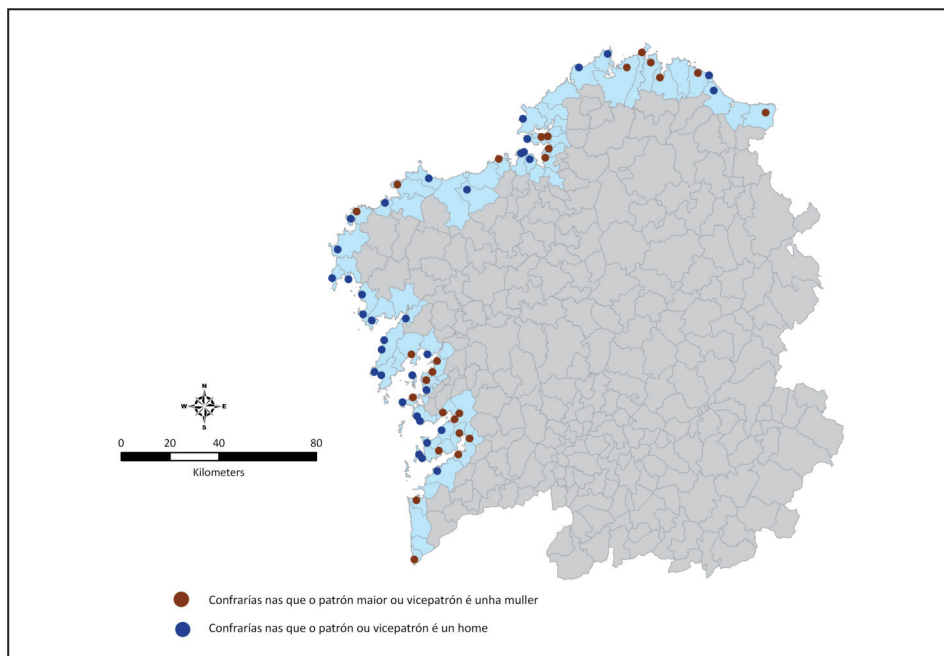 N
W E
S
0 20 40 80
Kilometers
Confrarías nas que o patrón maior ou vicepatrón é unha muller
Confrarías nas que o patrón ou vicepatrón é un home